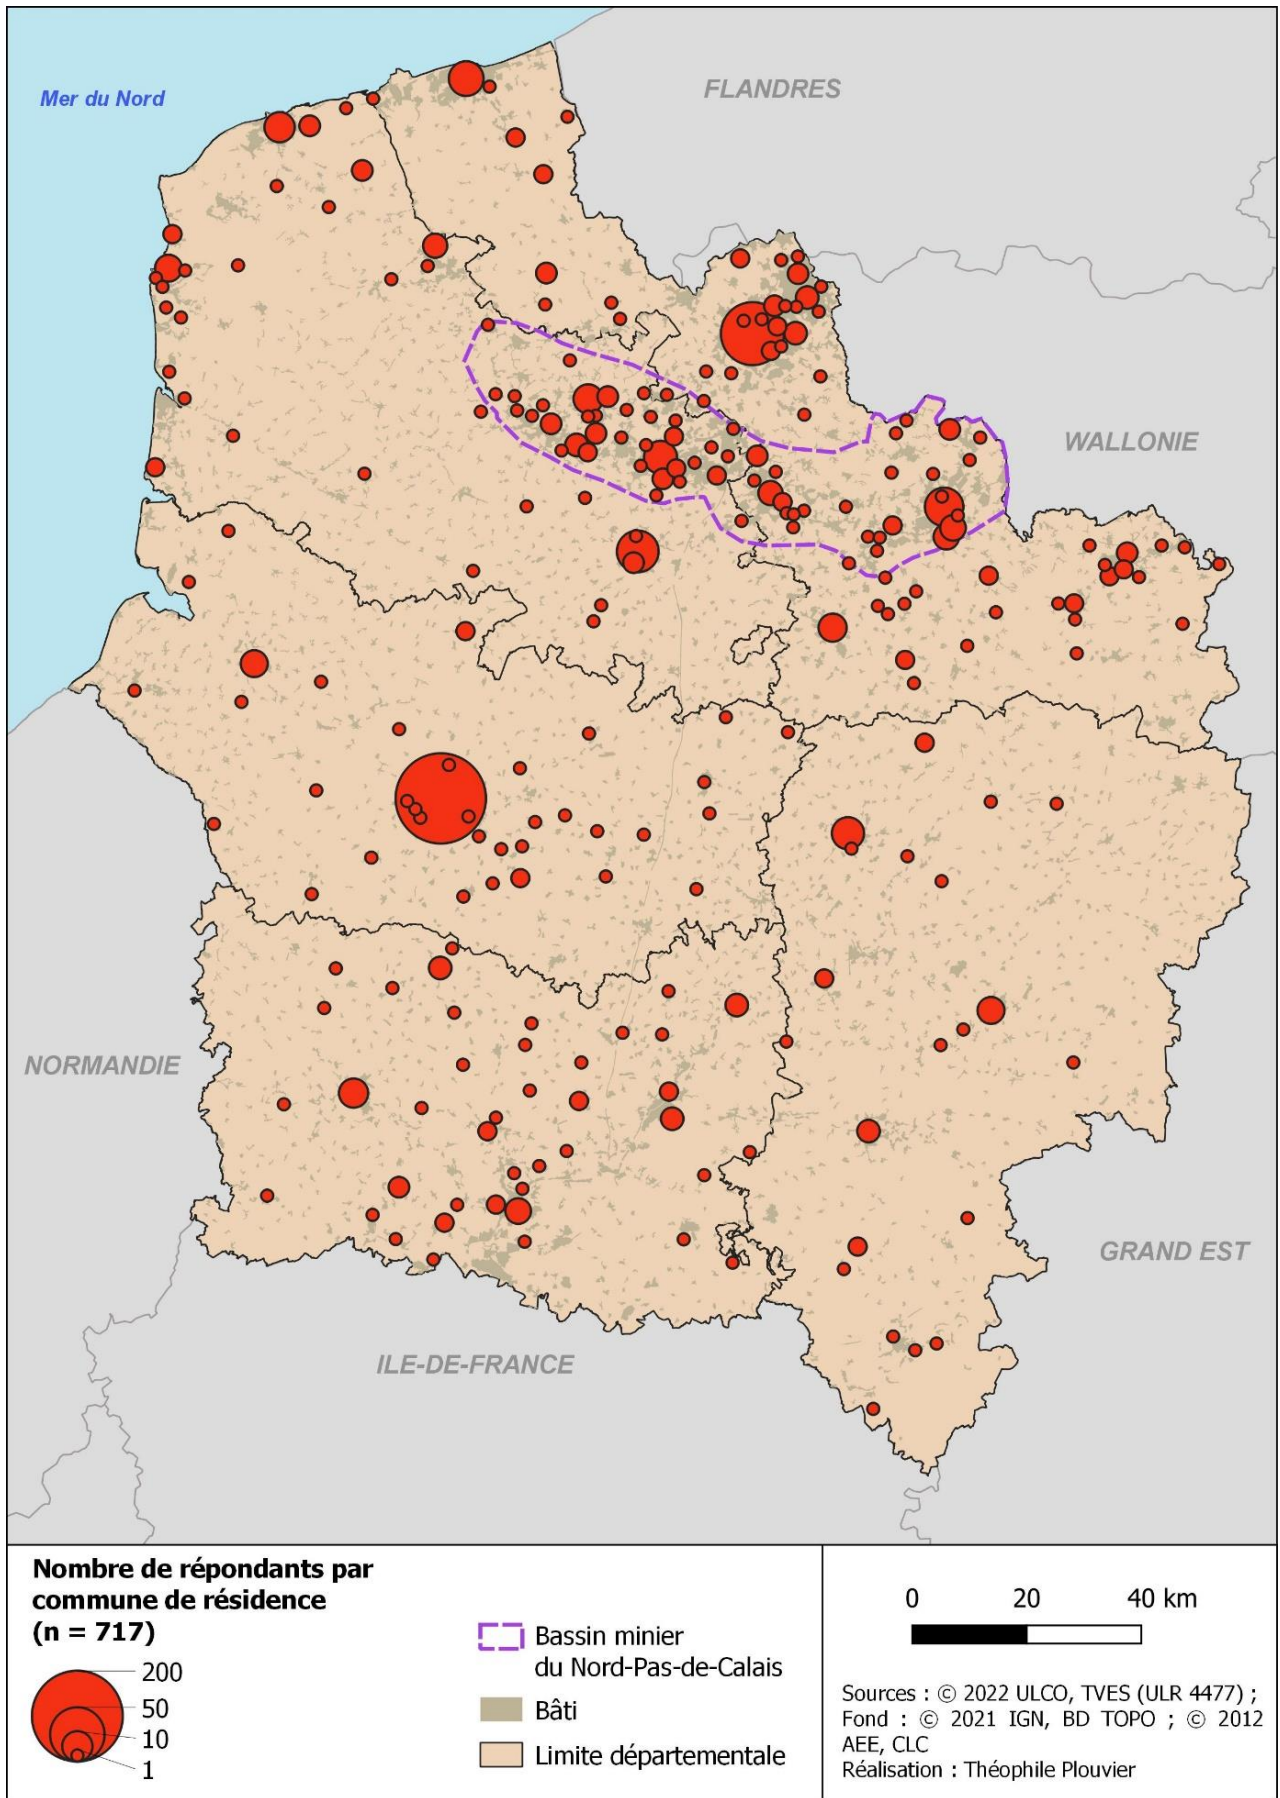 Mer du Nord
FLANDRES
WALLONIE
NORMANDIE
GRAND EST
ILE-DE-FRANCE
Nombre de répondants par
commune de résidence
(n = 717)
200
50
10
1
Bassin minier
du Nord-Pas-de-Calais
Bâti
Limite départementale
0 20 40 km
Sources : © 2022 ULCO, TVES (ULR 4477) ;
Fond : © 2021 IGN, BD TOPO ; © 2012
AEE, CLC
Réalisation : Théophile Plouvier